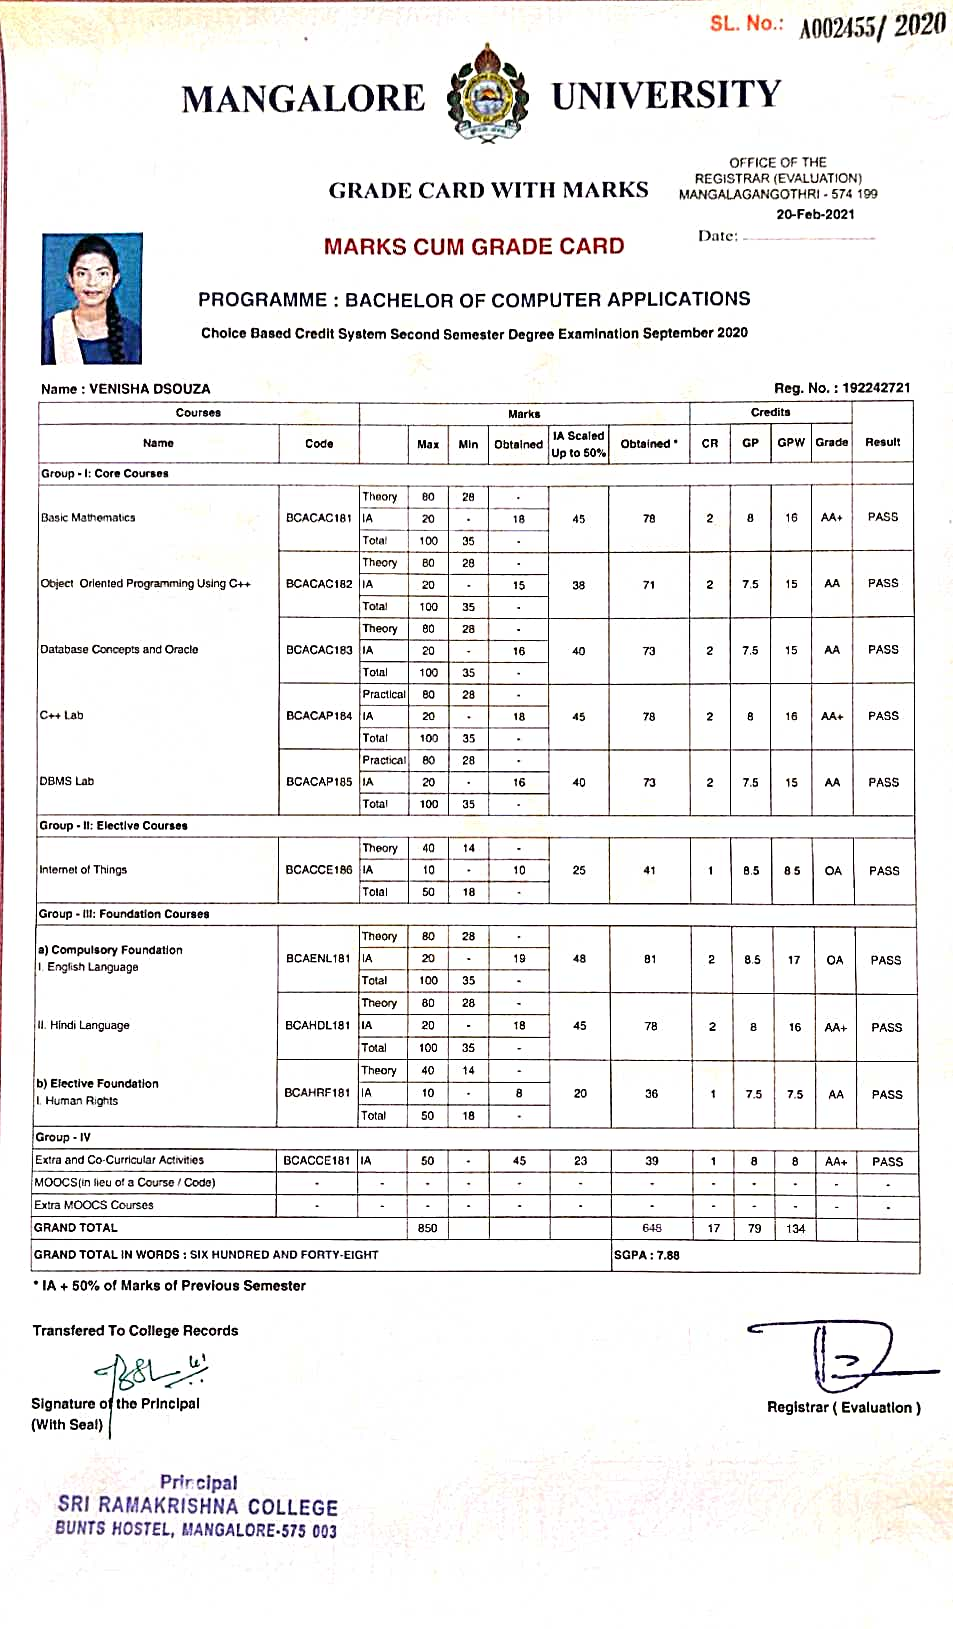 SL. No.: A002455/ 2020
MANGALORE UNIVERSITY
OFFICE OF THE
REGISTRAR (EVALUATION)
MANGALAGANGOTHRI - 574 199
GRADE CARD WITH MARKS
20-Feb-2021
Date:
MARKS CUM GRADE CARD
PROGRAMME : BACHELOR OF COMPUTER APPLICATIONS
Choice Based Credit System Second Semester Degree Examination September 2020
Name : VENISHA DSOUZA Reg. No. : 192242721
Courses Marks Credits
Name Code Max Min Obtained IA Scaled Up to 50% Obtained * CR GP GPW Grade Result
Group - I: Core Courses
Theory 80 28 -
Basic Mathematics BCACAC181 IA 20 - 18 45 78 2 8 16 AA+ PASS
Total 100 35 -
Theory 80 28 -
Object Oriented Programming Using C++ BCACAC182 IA 20 - 15 38 71 2 7.5 15 AA PASS
Total 100 35 -
Theory 80 28 -
Database Concepts and Oracle BCACAC183 IA 20 - 16 40 73 2 7.5 15 AA PASS
Total 100 35 -
Practical 80 28 -
C++ Lab BCACAP184 IA 20 - 18 45 78 2 8 16 AA+ PASS
Total 100 35 -
Practical 80 28 -
DBMS Lab BCACAP185 IA 20 - 16 40 73 2 7.5 15 AA PASS
Total 100 35 -
Group - II: Elective Courses
Theory 40 14 -
Internet of Things BCACCE186 IA 10 - 10 25 41 1 8.5 8 5 OA PASS
Total 50 18 -
Group - III: Foundation Courses
Theory 80 28 -
a) Compulsory Foundation
I. English Language BCAENL181 IA 20 - 19 48 81 2 8.5 17 OA PASS
Total 100 35 -
Theory 80 28 -
II. Hindi Language BCAHDL181 IA 20 - 18 45 78 2 8 16 AA+ PASS
Total 100 35 -
Theory 40 14 -
b) Elective Foundation
I. Human Rights BCAHRF181 IA 10 - 8 20 36 1 7.5 7.5 AA PASS
Total 50 18 -
Group - IV
Extra and Co-Curricular Activities BCACCE181 IA 50 - 45 23 39 1 8 8 AA+ PASS
MOOCS(in lieu of a Course / Code) - - - - - - - - - - - -
Extra MOOCS Courses - - - - - - - - - - - -
GRAND TOTAL 850 648 17 79 134
GRAND TOTAL IN WORDS : SIX HUNDRED AND FORTY-EIGHT SGPA : 7.88
* IA + 50% of Marks of Previous Semester
Transfered To College Records
Signature of the Principal
(With Seal)
Registrar ( Evaluation )
Principal
SRI RAMAKRISHNA COLLEGE
BUNTS HOSTEL, MANGALORE-575 003